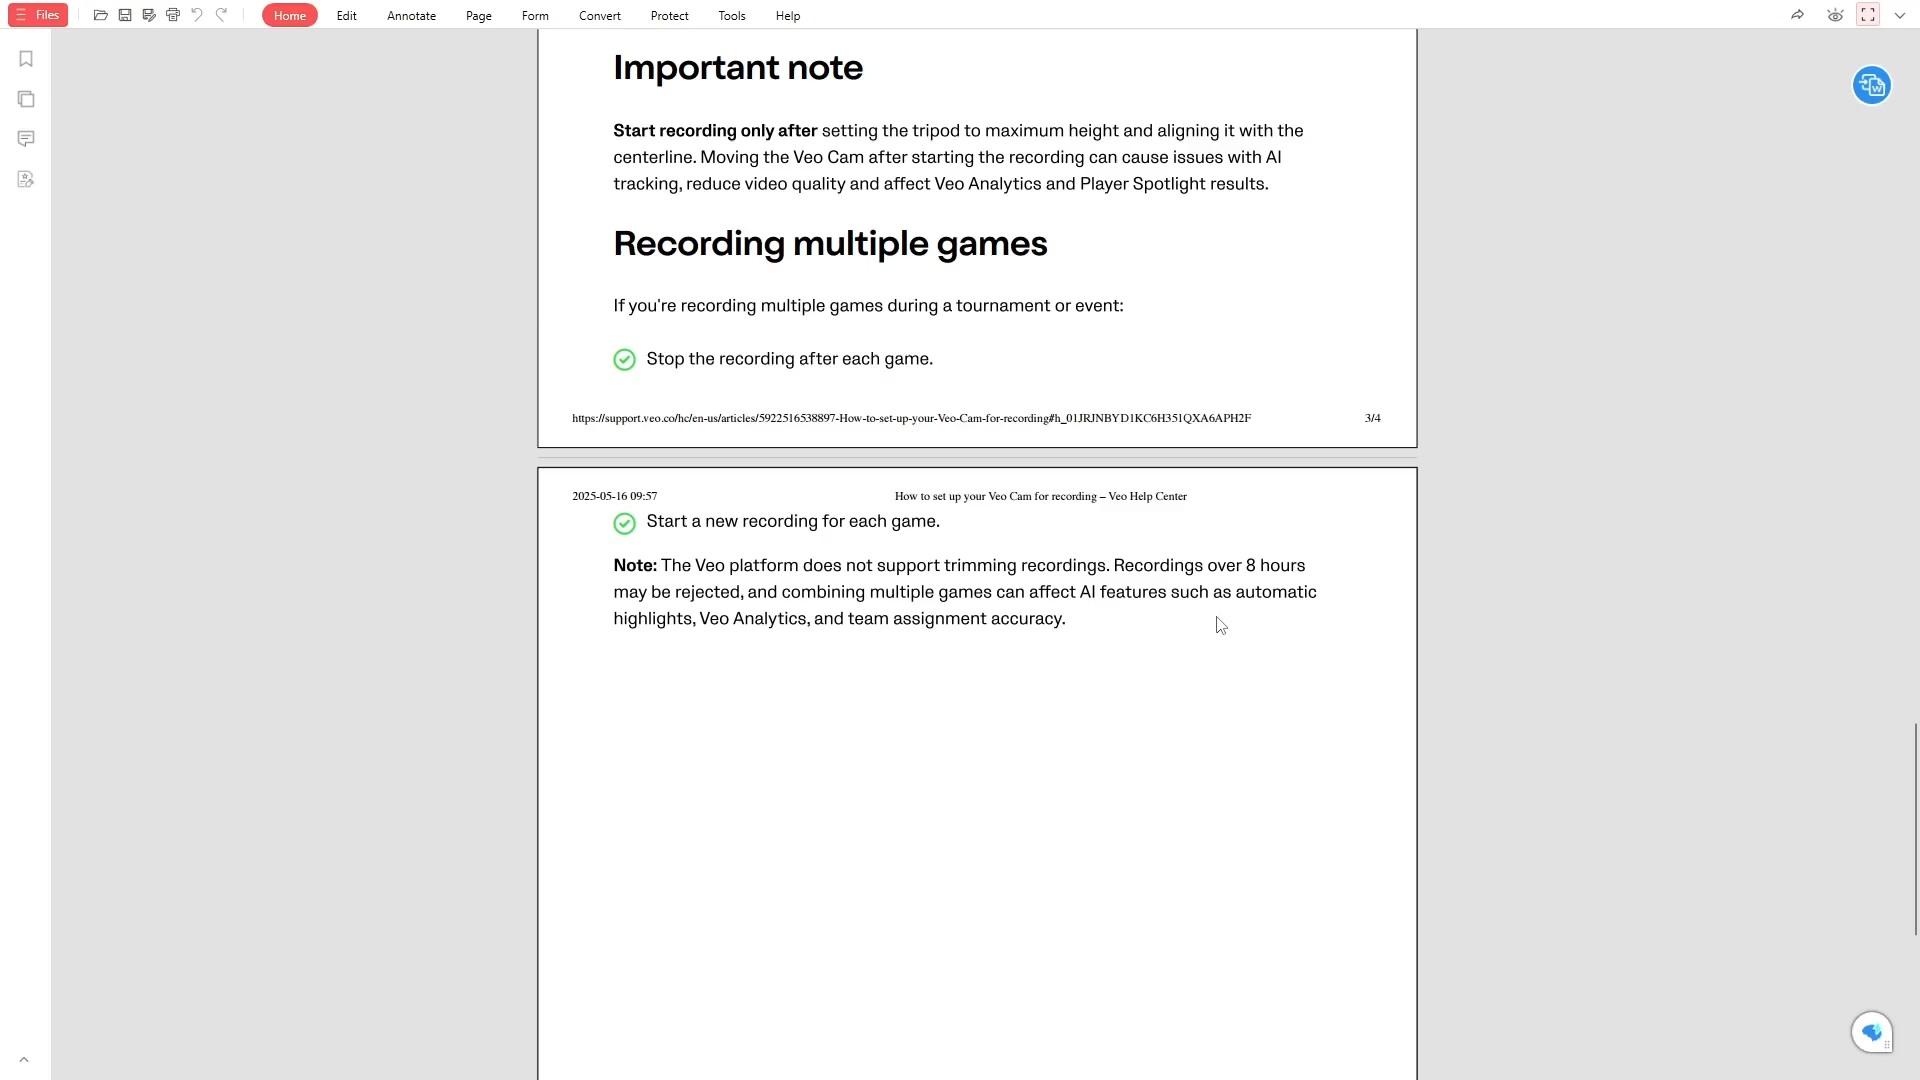 Files
Home
Edit
Annotate
Page
Form
Convert
Protect
Tools
Help
Important note
Start recording only after setting the tripod to maximum height and aligning it with the
centerline. Moving the Veo Cam after starting the recording can cause issues with AI
tracking, reduce video quality and affect Veo Analytics and Player Spotlight results.
Recording multiple games
If you're recording multiple games during a tournament or event:
Stop the recording after each game.
https://support.veo.co/hc/en-us/articles/5922516538897-How-to-set-up-your-Veo-Cam-for-recording#h_01JRJNBYD1KC6H351QXA6APH2F 3/4
2025-05-16 09:57 How to set up your Veo Cam for recording – Veo Help Center
Start a new recording for each game.
Note: The Veo platform does not support trimming recordings. Recordings over 8 hours
may be rejected, and combining multiple games can affect AI features such as automatic
highlights, Veo Analytics, and team assignment accuracy.